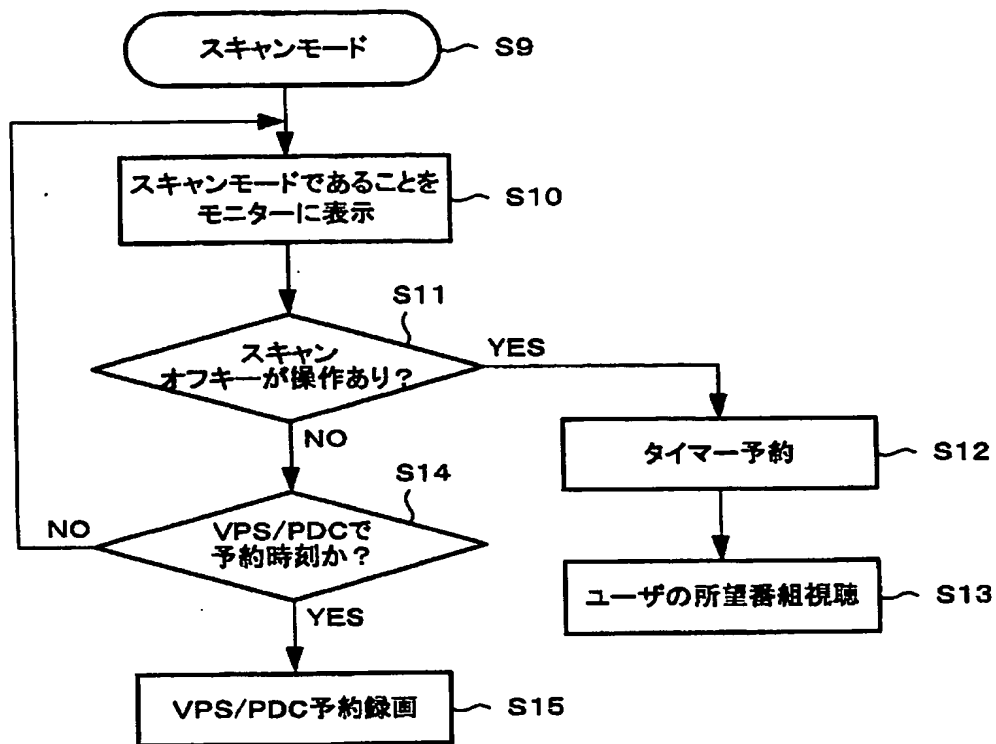 スキャンモード
S9
スキャンモードであることを
モニターに表示
S10
S11
スキャン
オフキーが操作あり?
YES
NO
タイマー予約
S12
S14
VPS/PDCで
予約時刻か?
NO
YES
ユーザの所望番組視聴
S13
VPS/PDC予約録画
S15